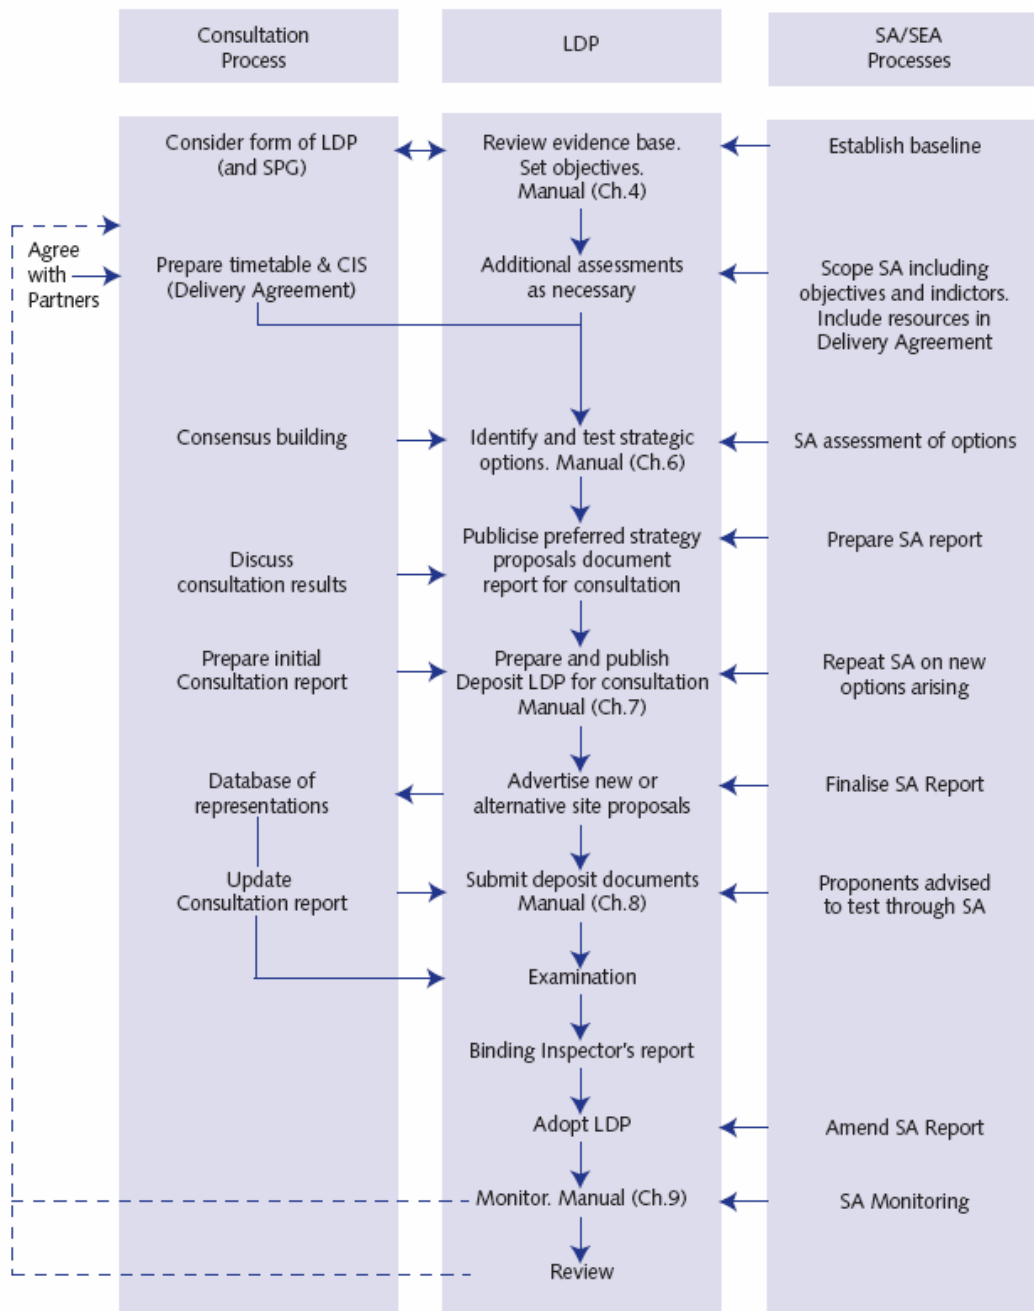 Consultation
Process
LDP
SA/SEA
Processes
Consider form of LDP
(and SPG)
Review evidence base.
Set objectives.
Manual (Ch.4)
Establish baseline
Agree
with
Partners
Prepare timetable & CIS
(Delivery Agreement)
Additional assessments
as necessary
Scope SA including
objectives and indictors.
Include resources in
Delivery Agreement
Consensus building
Identify and test strategic
options. Manual (Ch.6)
SA assessment of options
Discuss
consultation results
Publicise preferred strategy
proposals document
report for consultation
Prepare SA report
Prepare initial
Consultation report
Prepare and publish
Deposit LDP for consultation
Manual (Ch.7)
Repeat SA on new
options arising
Database of
representations
Advertise new or
alternative site proposals
Finalise SA Report
Update
Consultation report
Submit deposit documents
Manual (Ch.8)
Proponents advised
to test through SA
Examination
Binding Inspector's report
Adopt LDP
Amend SA Report
Monitor. Manual (Ch.9)
SA Monitoring
Review